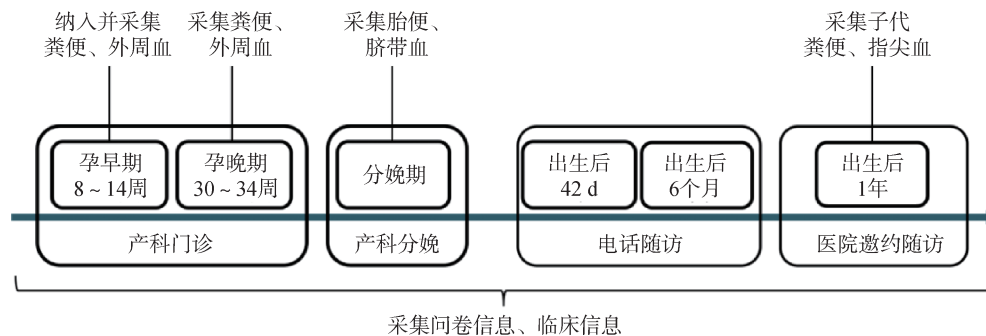 纳入并采集
粪便、外周血
采集粪便、
外周血
采集胎便、
脐带血
采集子代
粪便、指尖血
孕早期
8～14周
孕晚期
30～34周
分娩期
出生后
42 d
出生后
6个月
出生后
1年
产科门诊
产科分娩
电话随访
医院邀约随访
采集问卷信息、临床信息